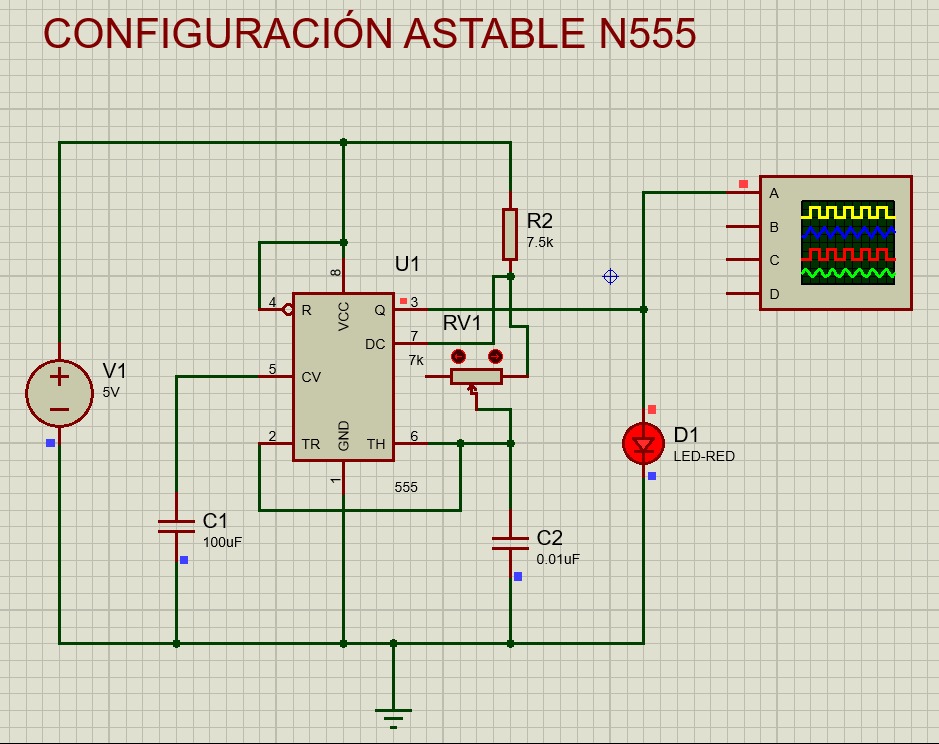 CONFIGURACIÓN ASTABLE N555
R2
7.5k
A
B
C
D
U1
8
VCC
4
R
Q
3
RV1
DC
7
7k
5
CV
V1
5V
2
TR
GND
TH
6
1
555
D1
LED-RED
C1
100uF
C2
0.01uF